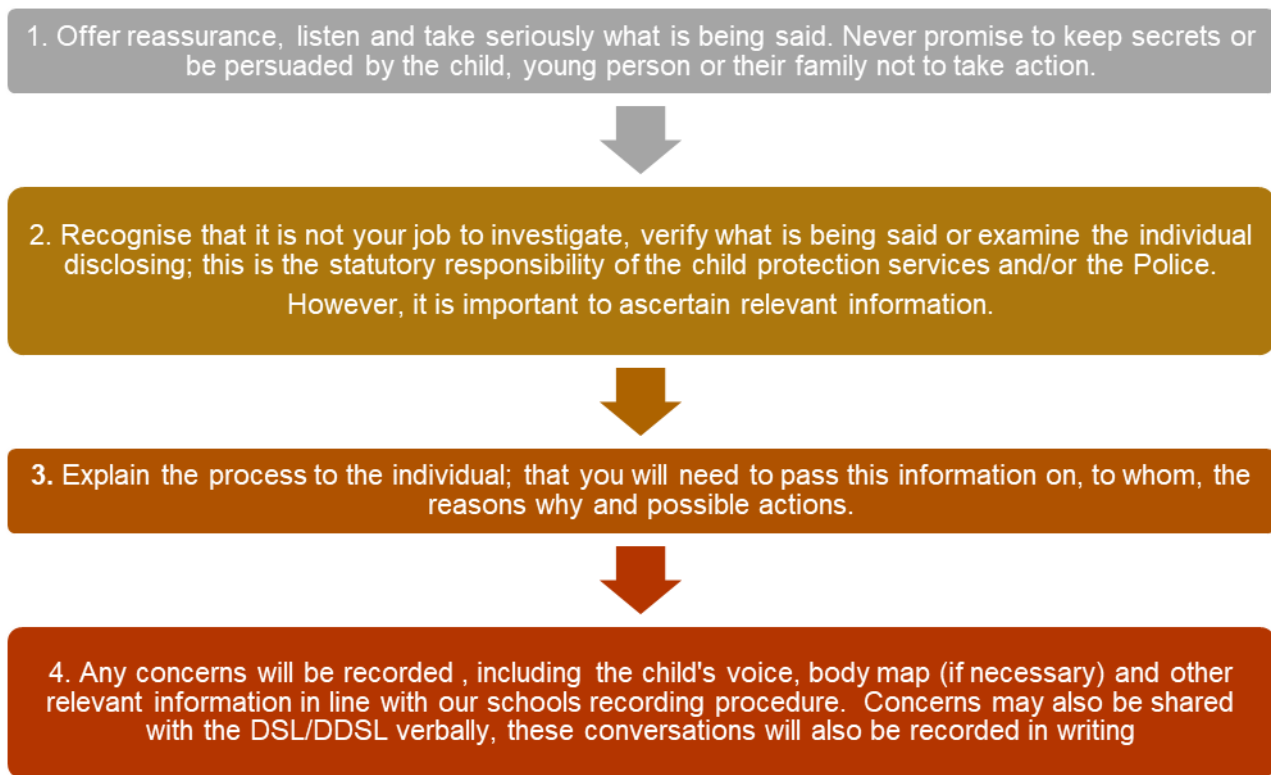 1. Offer reassurance, listen and take seriously what is being said. Never promise to keep secrets or
be persuaded by the child, young person or their family not to take action.
2. Recognise that it is not your job to investigate, verify what is being said or examine the individual
disclosing; this is the statutory responsibility of the child protection services and/or the Police.
However, it is important to ascertain relevant information.
3. Explain the process to the individual; that you will need to pass this information on, to whom, the
reasons why and possible actions.
4. Any concerns will be recorded , including the child's voice, body map (if necessary) and other
relevant information in line with our schools recording procedure. Concerns may also be shared
with the DSL/DDSL verbally, these conversations will also be recorded in writing